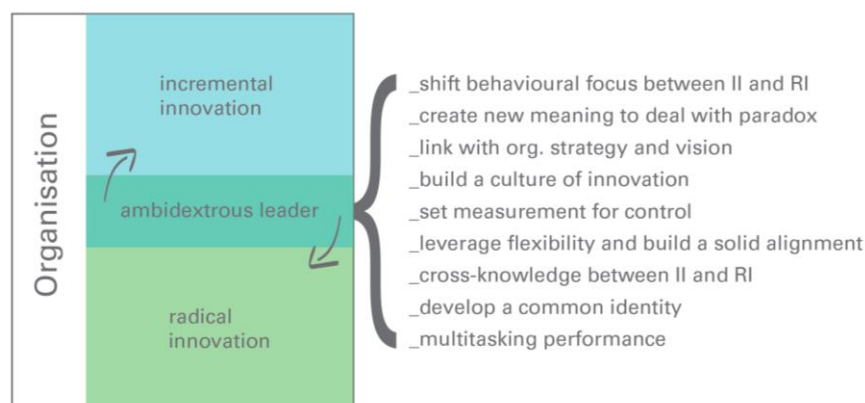 Organisation
incremental
innovation
ambidextrous leader
radical
innovation
_shift behavioural focus between II and RI
_create new meaning to deal with paradox
_link with org. strategy and vision
_build a culture of innovation
_set measurement for control
_leverage flexibility and build a solid alignment
_cross-knowledge between II and RI
_develop a common identity
_multitasking performance